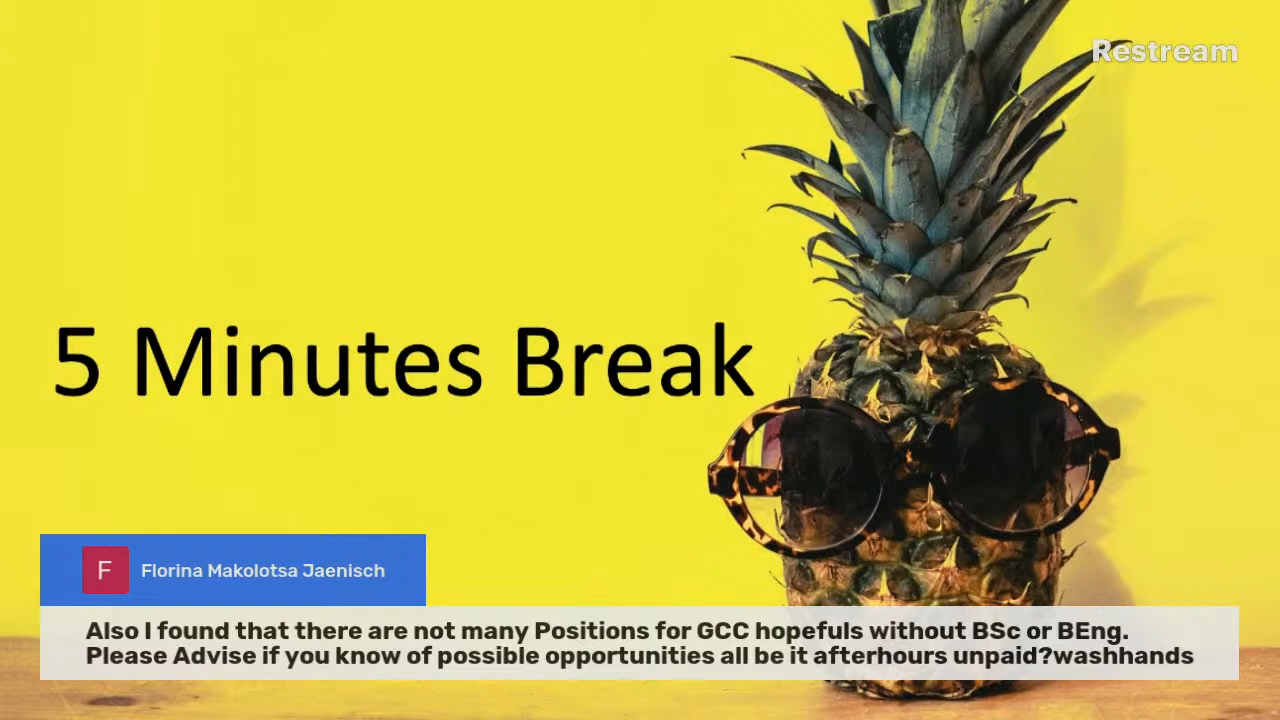 Restream
5 Minutes Break
F
Florina Makolotsa Jaenisch
Also I found that there are not many Positions for GCC hopefuls without BSc or BEng.
Please Advise if you know of possible opportunities all be it afterhours unpaid?washhands